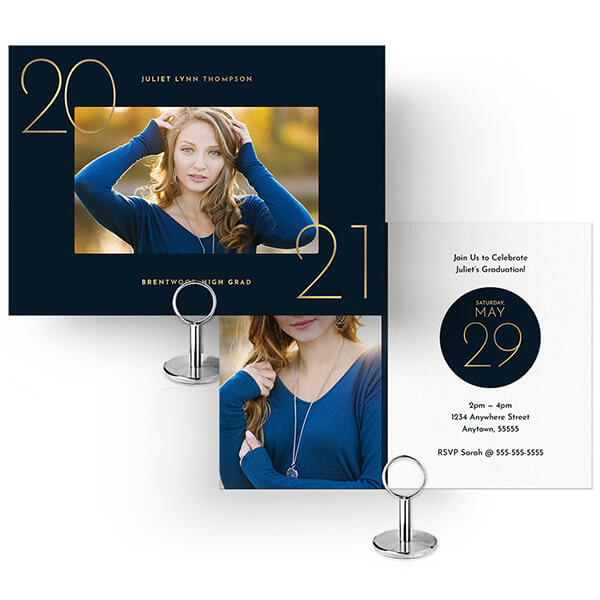 20
JULIET LYNN THOMPSON
BRENTWOOD HIGH GRAD
21
Join Us to Celebrate
Juliet's Graduation!
SATURDAY,
MAY
29
2pm – 4pm
1234 Anywhere Street
Anytown, 55555
RSVP Sarah @ 555-555-5555